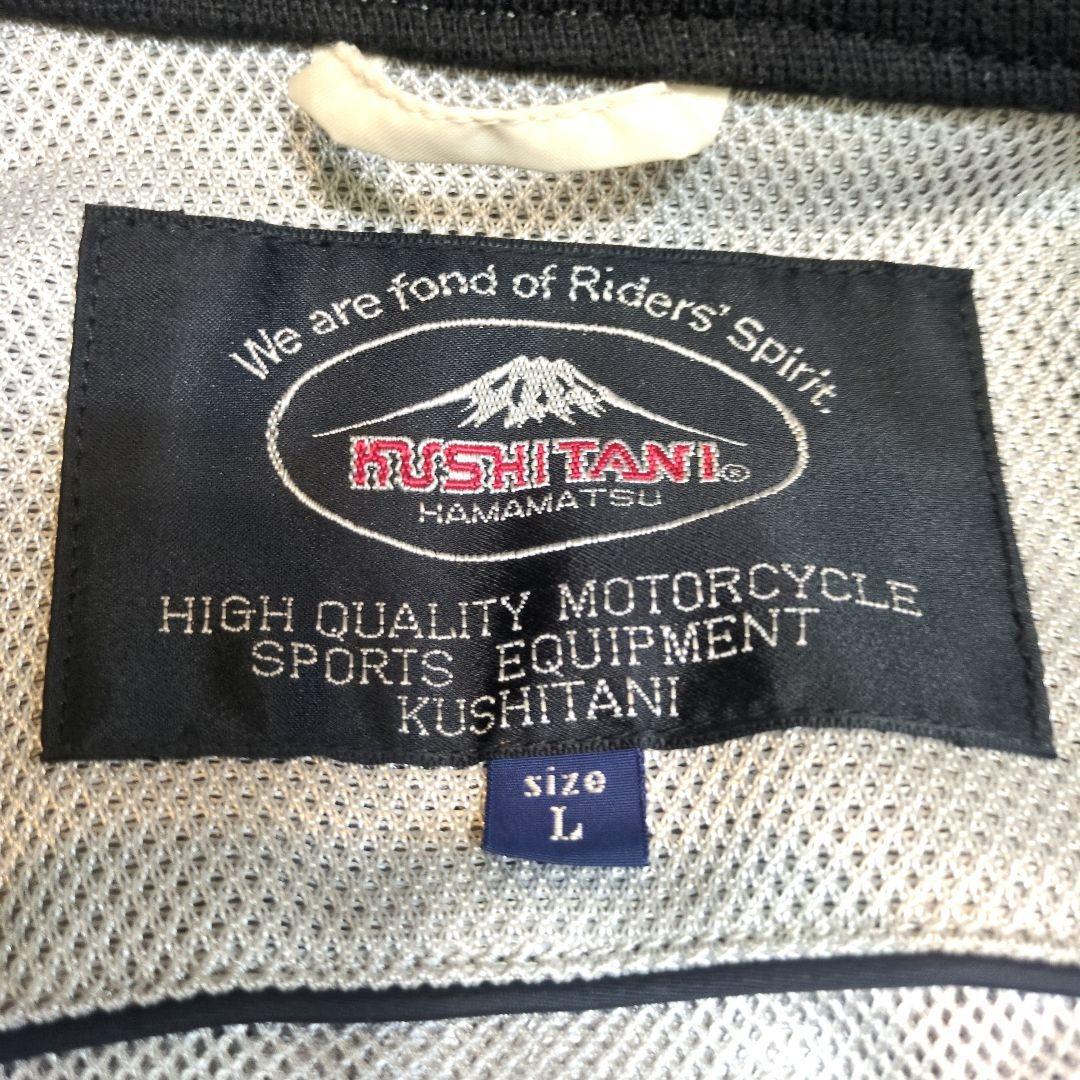 We are fond of Riders' Spirit.
KUSHITANI®
HAMAMATSU
HIGH QUALITY MOTORCYCLE
SPORTS EQUIPMENT
KUSHITANI
size
L